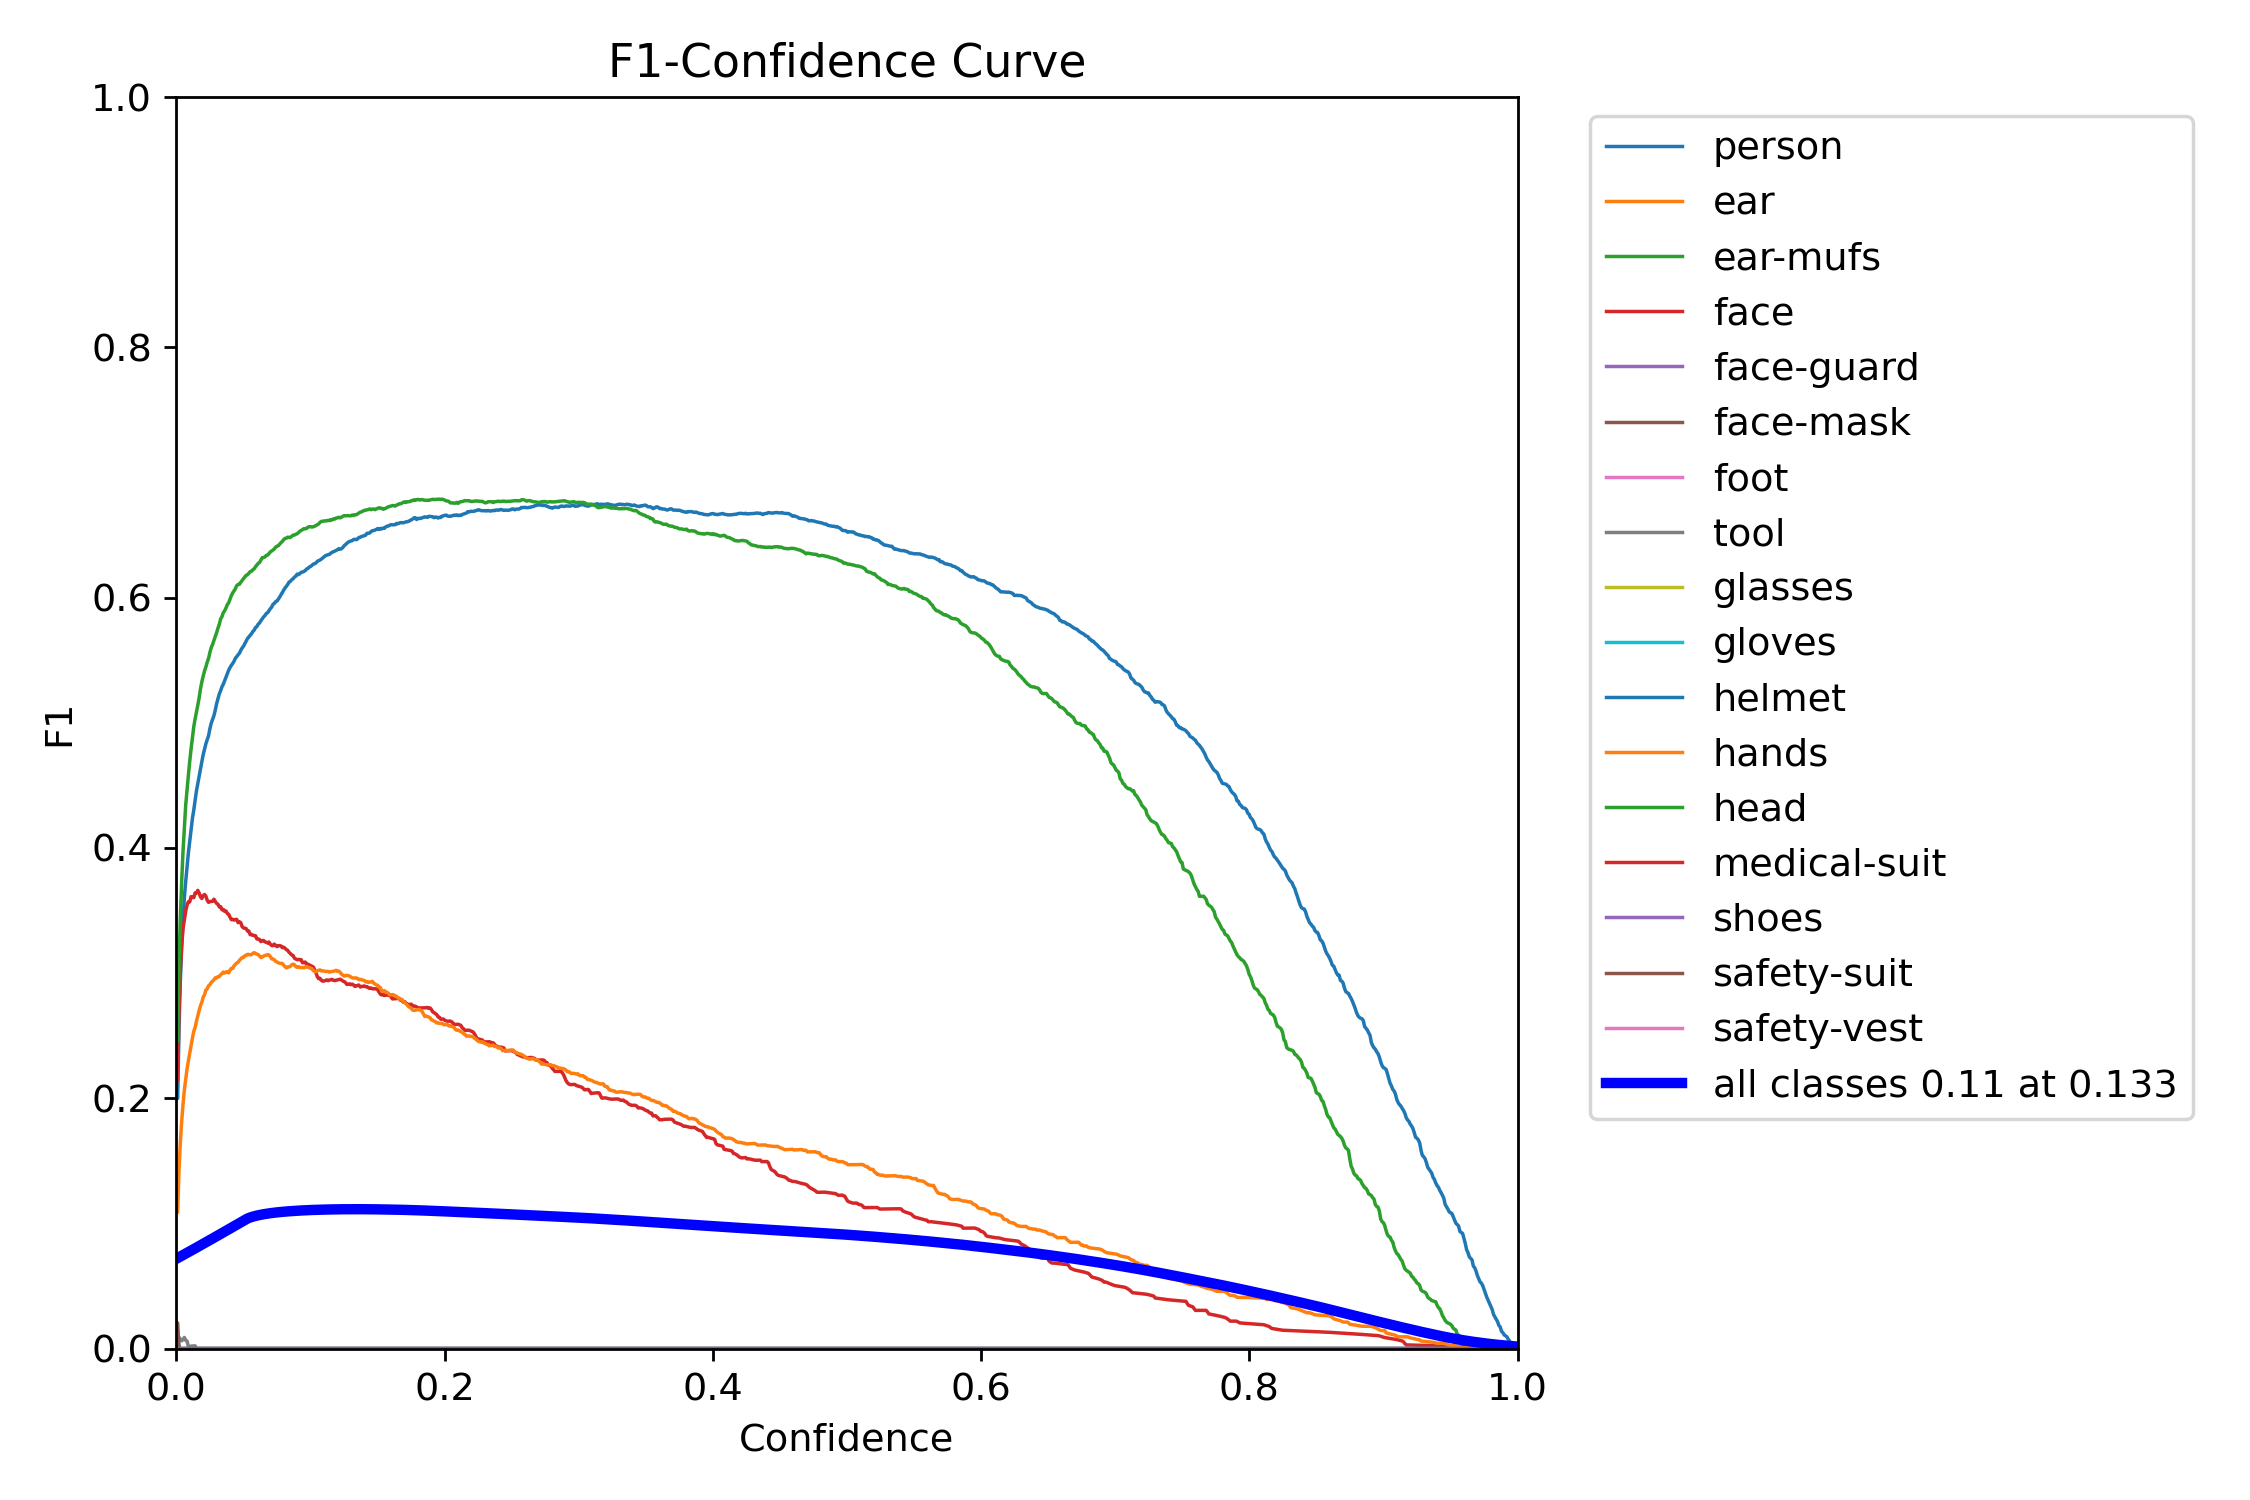 F1-Confidence Curve
1.0
0.8
0.6
0.4
0.2
0.0
F1
0.0 0.2 0.4 0.6 0.8 1.0
Confidence
person
ear
ear-mufs
face
face-guard
face-mask
foot
tool
glasses
gloves
helmet
hands
head
medical-suit
shoes
safety-suit
safety-vest
all classes 0.11 at 0.133